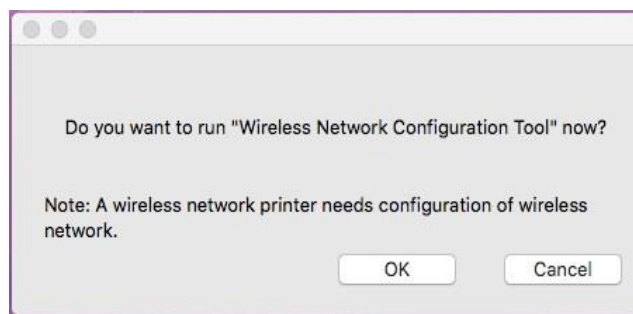 Do you want to run "Wireless Network Configuration Tool" now?
Note: A wireless network printer needs configuration of wireless
network.
OK Cancel